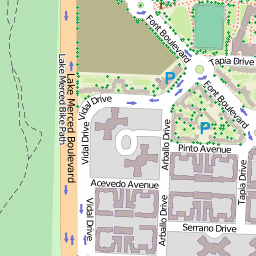 Font Boulevard
Tapia Drive
P
Font Boulevard
Vidal Drive
Lake Merced Boulevard
Lake Merced Bike Path
Vidal Drive
Arballo Drive
P
Pinto Avenue
Acevedo Avenue
Tapia Drive
Vidal Drive
Arballo Drive
Serrano Drive